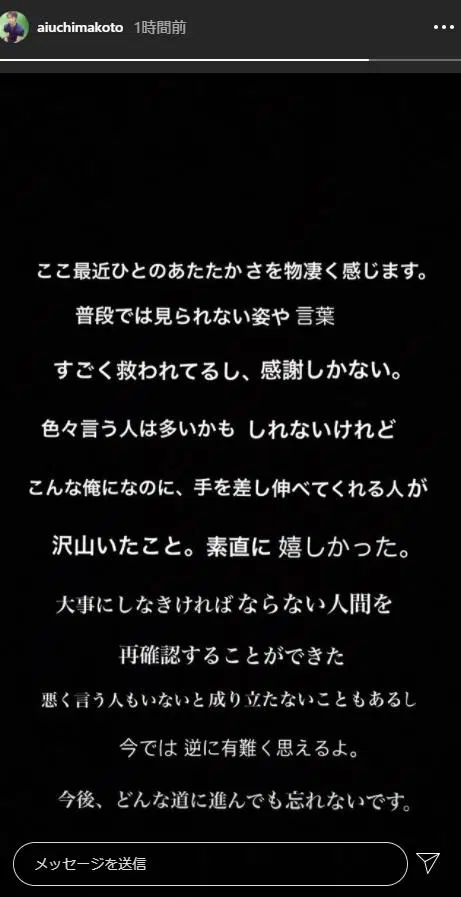 aiuchimakoto 1時間前
ここ最近ひとのあたたかさを物凄く感じます。
普段では見られない姿や 言葉
すごく救われてるし、感謝しかない。
色々言う人は多いかも しれないけれど
こんな俺になのに、手を差し伸べてくれる人が
沢山いたこと。素直に 嬉しかった。
大事にしなきければならない人間を
再確認することができた
悪く言う人もいないと成り立たないこともあるし
今では 逆に有難く思えるよ。
今後、どんな道に進んでも忘れないです。
メッセージを送信